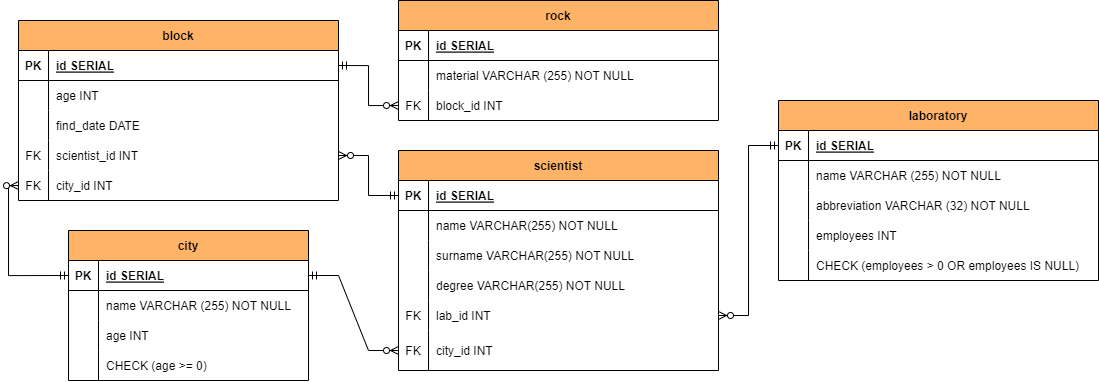 block
PK id SERIAL
age INT
find_date DATE
FK scientist_id INT
FK city_id INT
rock
PK id SERIAL
material VARCHAR (255) NOT NULL
FK block_id INT
laboratory
PK id SERIAL
name VARCHAR (255) NOT NULL
abbreviation VARCHAR (32) NOT NULL
employees INT
CHECK (employees > 0 OR employees IS NULL)
scientist
PK id SERIAL
name VARCHAR(255) NOT NULL
surname VARCHAR(255) NOT NULL
degree VARCHAR(255) NOT NULL
FK lab_id INT
FK city_id INT
city
PK id SERIAL
name VARCHAR (255) NOT NULL
age INT
CHECK (age >= 0)